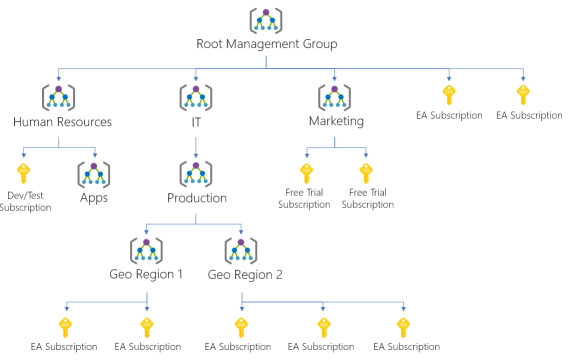 Root Management Group
Human Resources
IT
Marketing
EA Subscription
EA Subscription
Dev/Test
Subscription
Apps
Production
Free Trial
Subscription
Free Trial
Subscription
Geo Region 1
Geo Region 2
EA Subscription
EA Subscription
EA Subscription
EA Subscription
EA Subscription